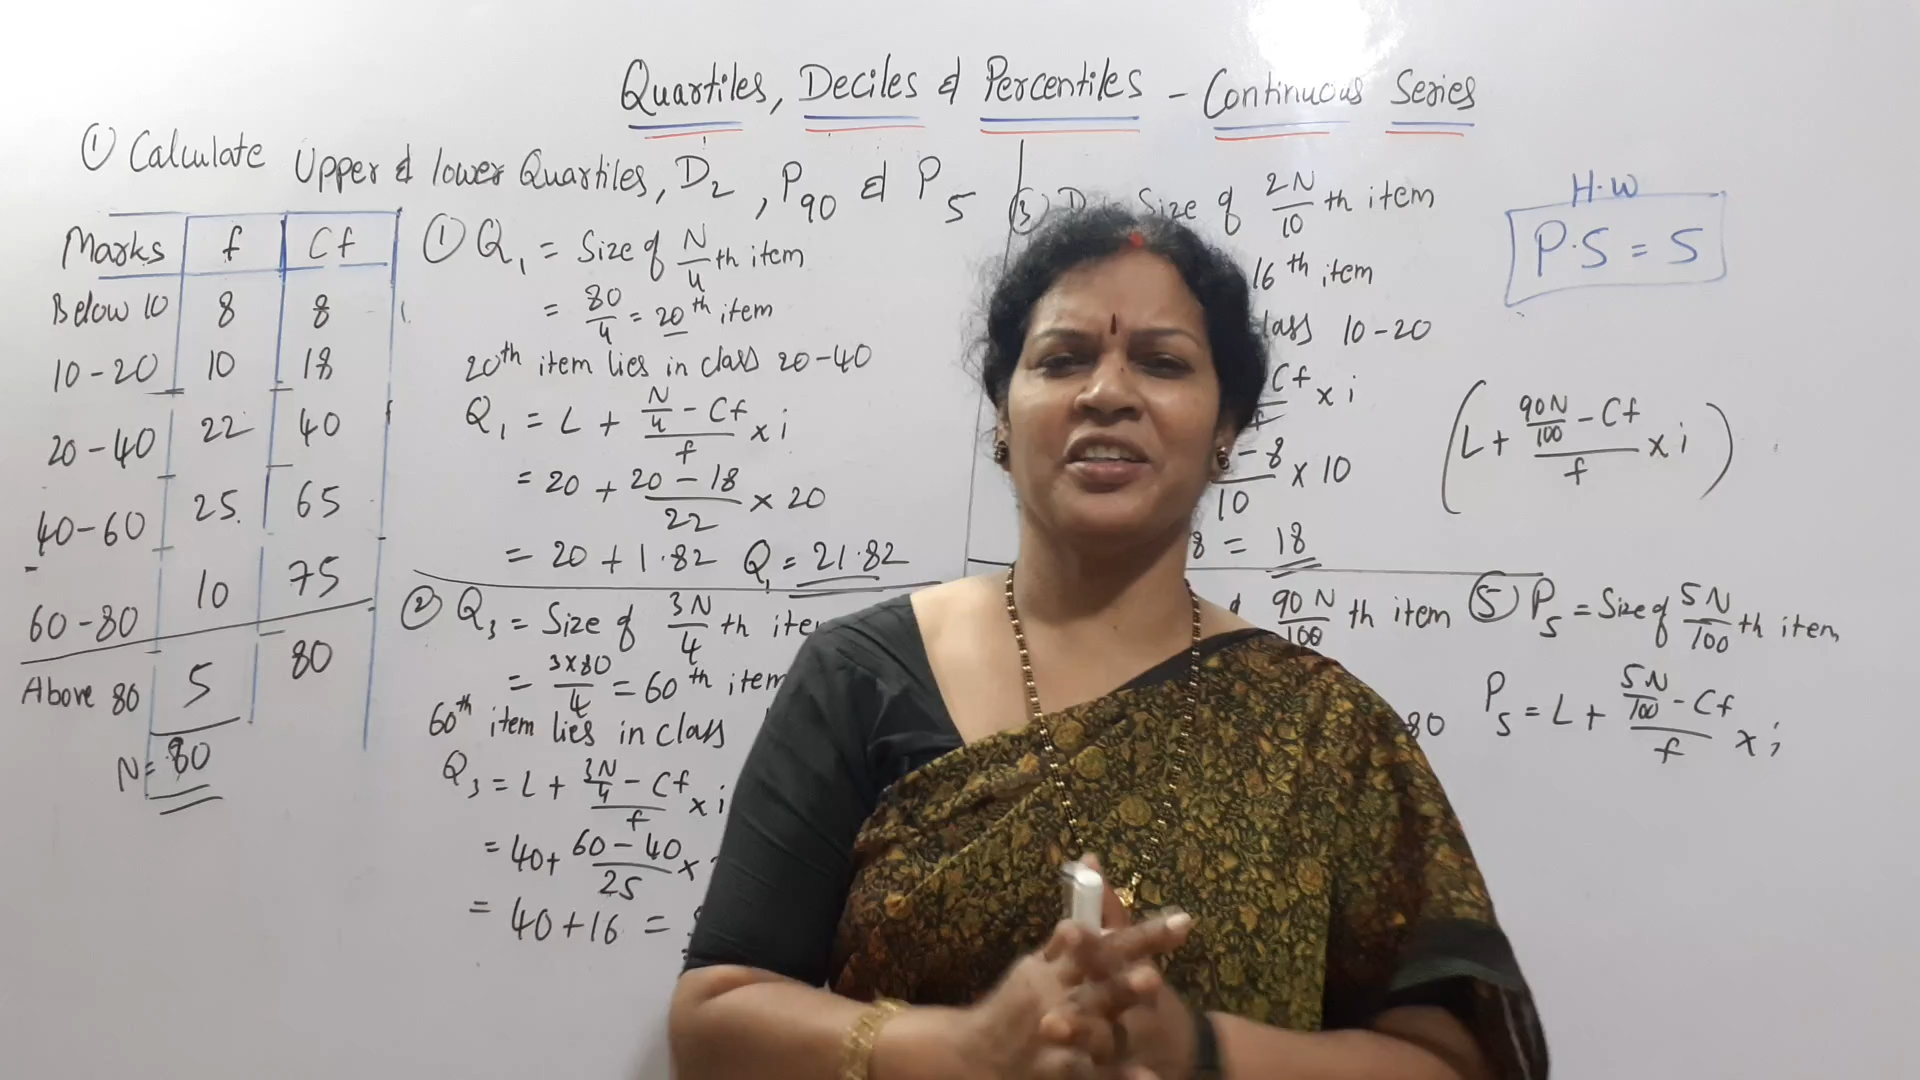 Quartiles, Deciles & Percentiles - Continuous Series
① Calculate Upper & lower Quartiles, D2, P90 & P5
Marks f Cf
Below 10 8 8
10-20 10 18
20-40 22 40
40-60 25 65
60-80 10 75
Above 80 5 80
N=80
① Q1 = Size of N/4 th item
= 80/4 = 20th item
20th item lies in class 20-40
Q1 = L + (N/4 - Cf)/f x i
= 20 + (20-18)/22 x 20
= 20 + 1.82 Q1 = 21.82
② Q3 = Size of 3N/4 th item
= 3x80/4 = 60th item
60th item lies in class
Q3 = L + (3N/4 - Cf)/f x i
= 40 + (60-40)/25 x
= 40+16 =
③ D Size of 2N/10 th item
16th item
class 10-20
Cf x i
-8/10 x 10
8 = 18
90N/100 th item
80
⑤ P5 = Size of 5N/100 th item
P5 = L + (5N/100 - Cf)/f x i
H.W
P.5 = 5
(L + (90N/100 - Cf)/f x i)